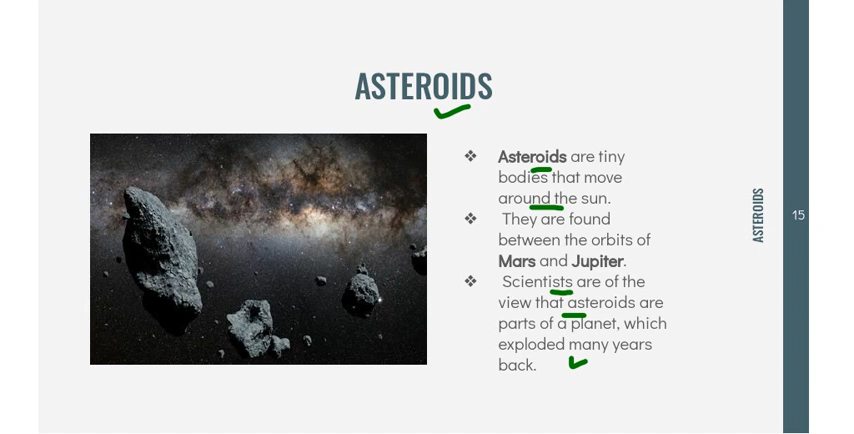 ASTEROIDS
❖ Asteroids are tiny
bodies that move
around the sun.
❖ They are found
between the orbits of
Mars and Jupiter.
❖ Scientists are of the
view that asteroids are
parts of a planet, which
exploded many years
back.
ASTEROIDS
15